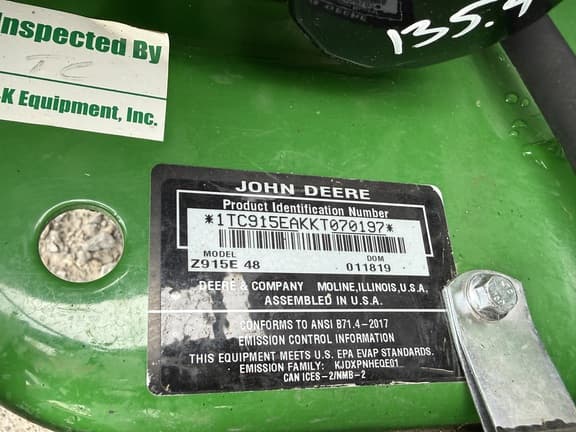 135.4
Inspected By
TC
-K Equipment, Inc.
JOHN DEERE
Product Identification Number
*1TC915EAKKT070197*
MODEL DOM
Z915E 48 011819
DEERE & COMPANY MOLINE, ILLINOIS, U.S.A.
ASSEMBLED IN U.S.A.
CONFORMS TO ANSI B71.4-2017
EMISSION CONTROL INFORMATION
THIS EQUIPMENT MEETS U.S. EPA EVAP STANDARDS.
EMISSION FAMILY: KJDXPNHEQE01
CAN ICES-2/NMB-2